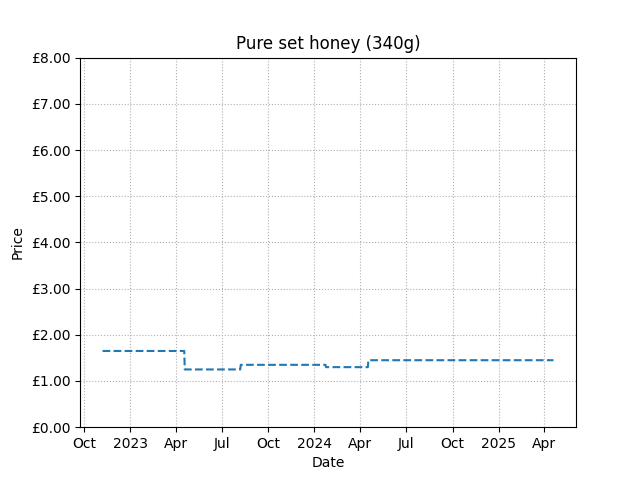 Pure set honey (340g)
£8.00
£7.00
£6.00
£5.00
£4.00
£3.00
£2.00
£1.00
£0.00
Price
Oct 2023 Apr Jul Oct 2024 Apr Jul Oct 2025 Apr
Date